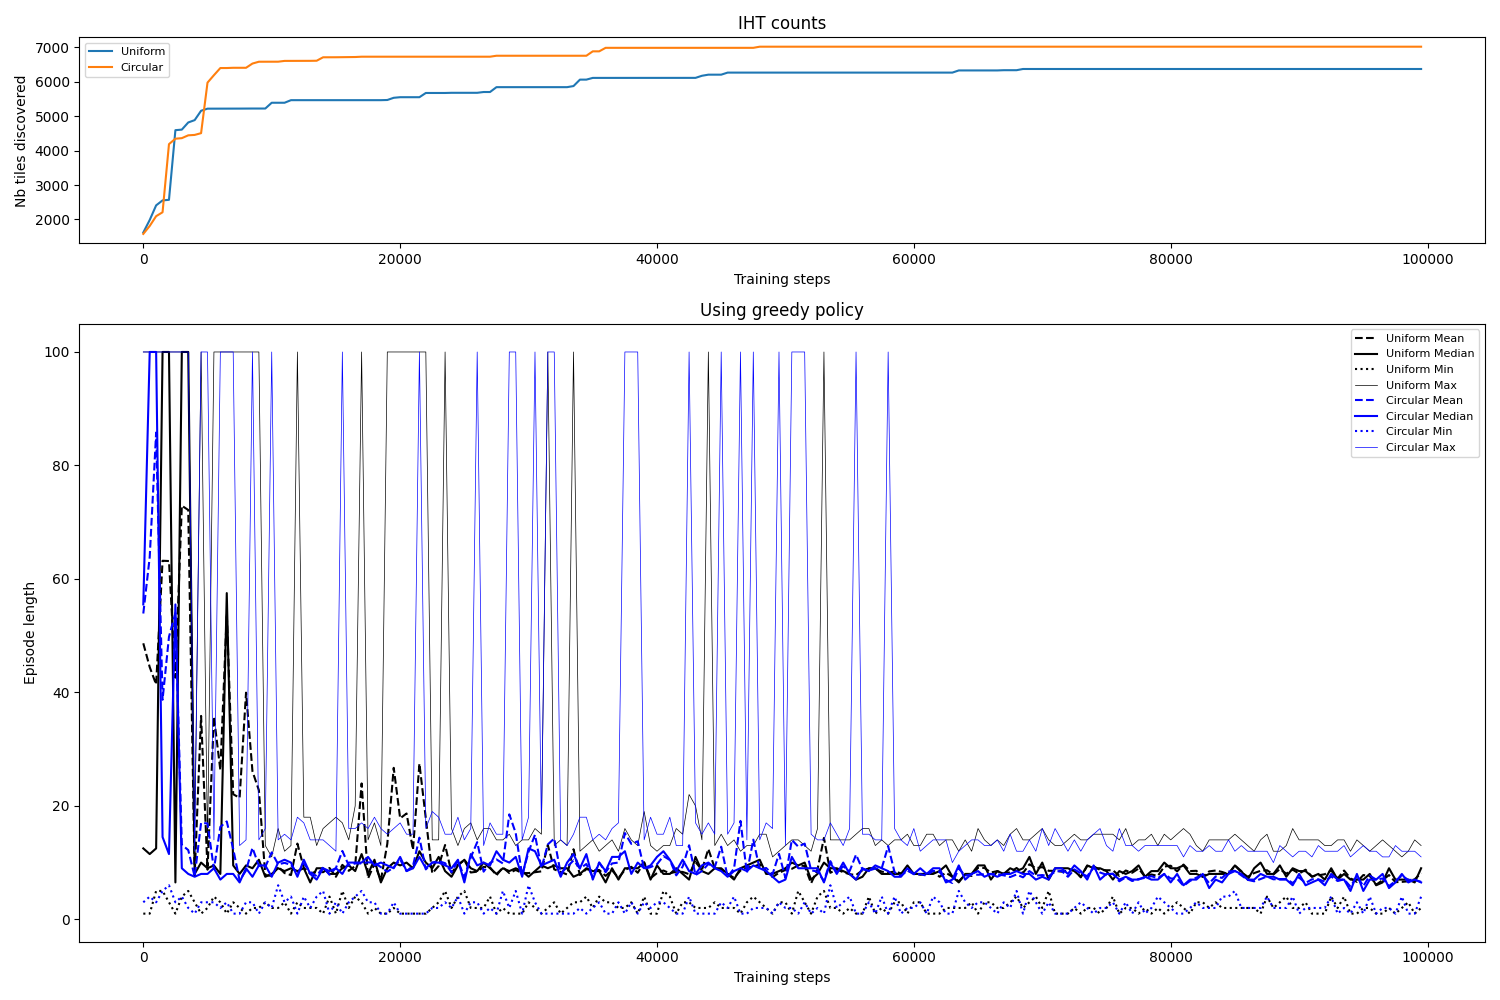 IHT counts
Nb tiles discovered
7000
6000
5000
4000
3000
2000
Uniform
Circular
0
20000
40000
60000
80000
100000
Training steps
Using greedy policy
Episode length
100
80
60
40
20
0
Uniform Mean
Uniform Median
Uniform Min
Uniform Max
Circular Mean
Circular Median
Circular Min
Circular Max
0
20000
40000
60000
80000
100000
Training steps